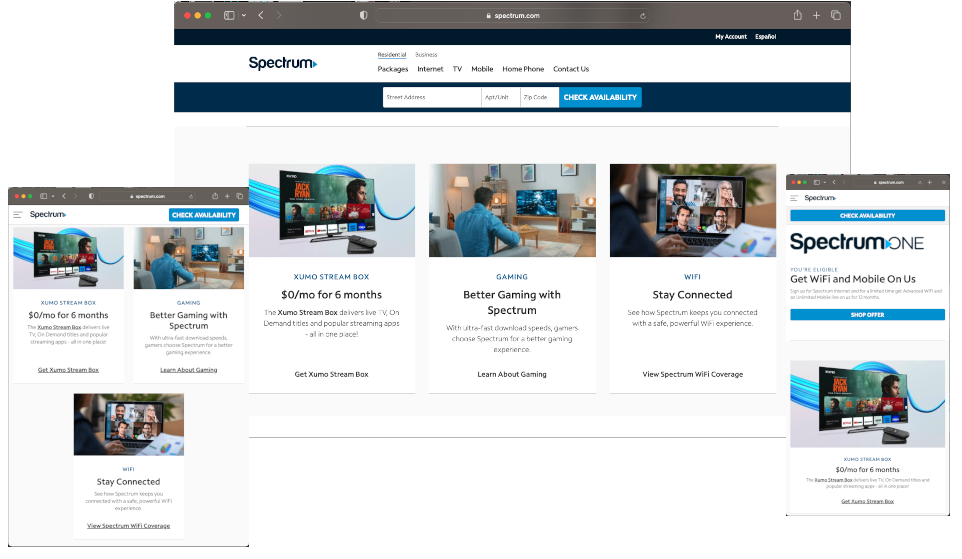 spectrum.com
My Account Español
Spectrum
Residential Business
Packages Internet TV Mobile Home Phone Contact Us
Street Address Apt/Unit Zip Code CHECK AVAILABILITY
JACK
RYAN
XUMO STREAM BOX
$0/mo for 6 months
The Xumo Stream Box delivers live TV, On
Demand titles and popular streaming apps
- all in one place!
Get Xumo Stream Box
GAMING
Better Gaming with
Spectrum
With ultra-fast download speeds, gamers
choose Spectrum for a better gaming
experience.
Learn About Gaming
WIFI
Stay Connected
See how Spectrum keeps you connected
with a safe, powerful WiFi experience.
View Spectrum WiFi Coverage
spectrum.com
Spectrum
CHECK AVAILABILITY
JACK
RYAN
XUMO STREAM BOX
$0/mo for 6 months
The Xumo Stream Box delivers
live TV, On Demand titles and popular
streaming apps - all in one place!
Get Xumo Stream Box
GAMING
Better Gaming with
Spectrum
With ultra-fast download speeds,
gamers choose Spectrum for a better
gaming experience.
Learn About Gaming
WIFI
Stay Connected
See how Spectrum keeps you
connected with a safe, powerful WiFi
experience.
View Spectrum WiFi Coverage
spectrum.com
Spectrum
CHECK AVAILABILITY
Spectrum ONE
YOU'RE ELIGIBLE
Get WiFi and Mobile On Us
Sign up for Spectrum Internet and for a limited time get Advanced WiFi and
an Unlimited Mobile line on us for 12 months.
SHOP OFFER
JACK
RYAN
XUMO STREAM BOX
$0/mo for 6 months
The Xumo Stream Box delivers live TV, On Demand titles and
popular streaming apps - all in one place!
Get Xumo Stream Box